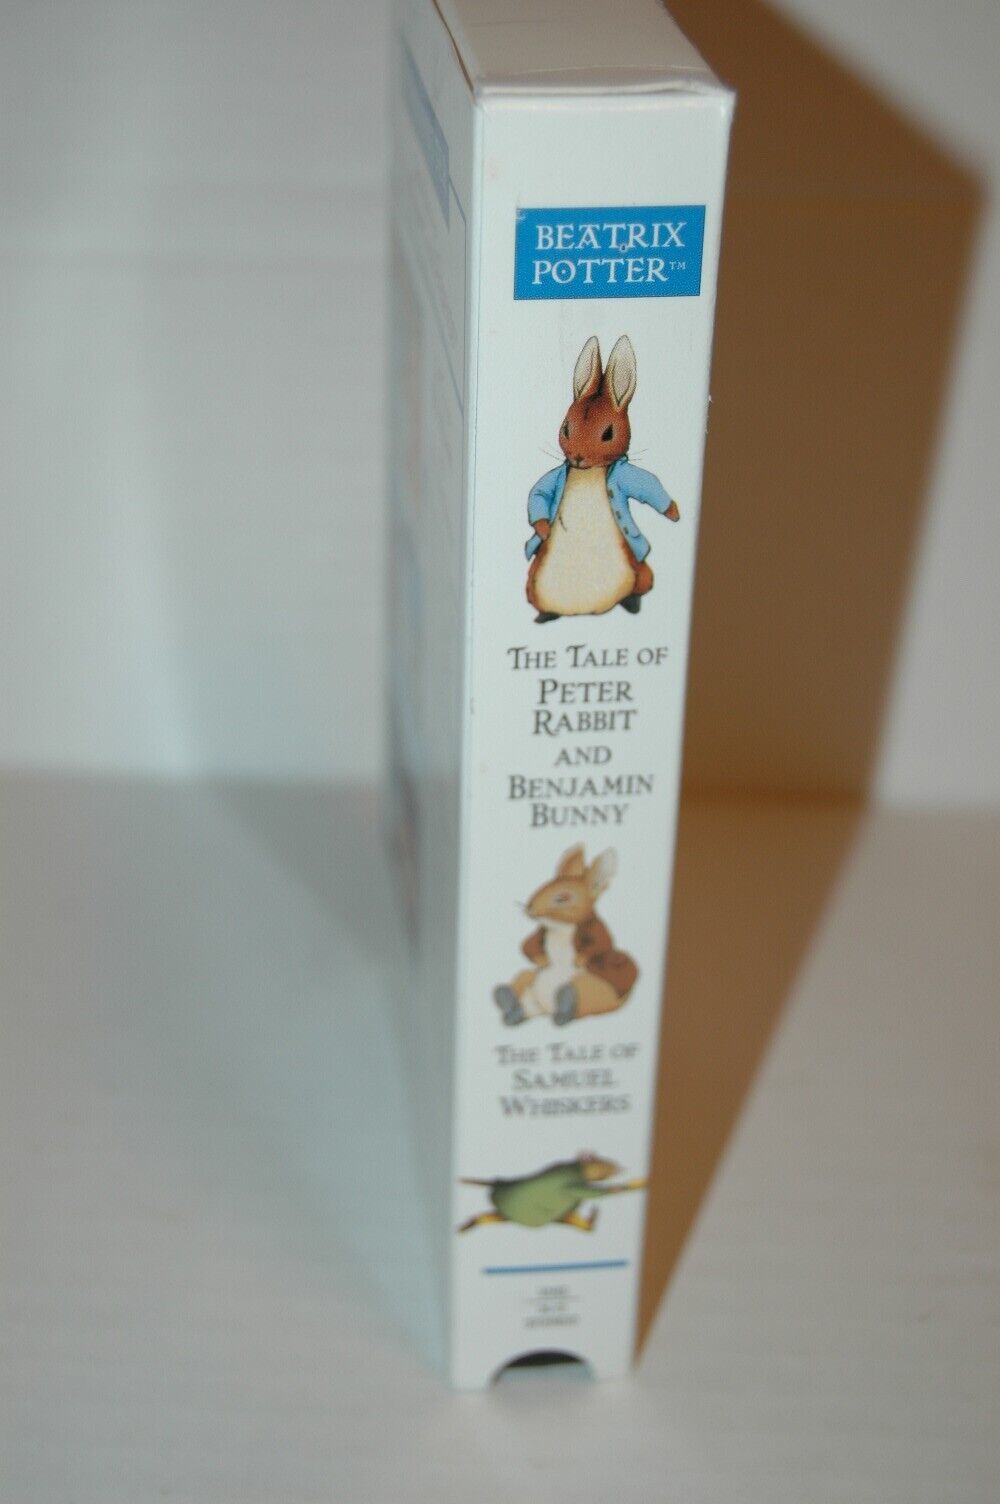 BEATRIX
POTTER™
THE TALE OF
PETER
RABBIT
AND
BENJAMIN
BUNNY
THE TALE OF
SAMUEL
WHISKERS